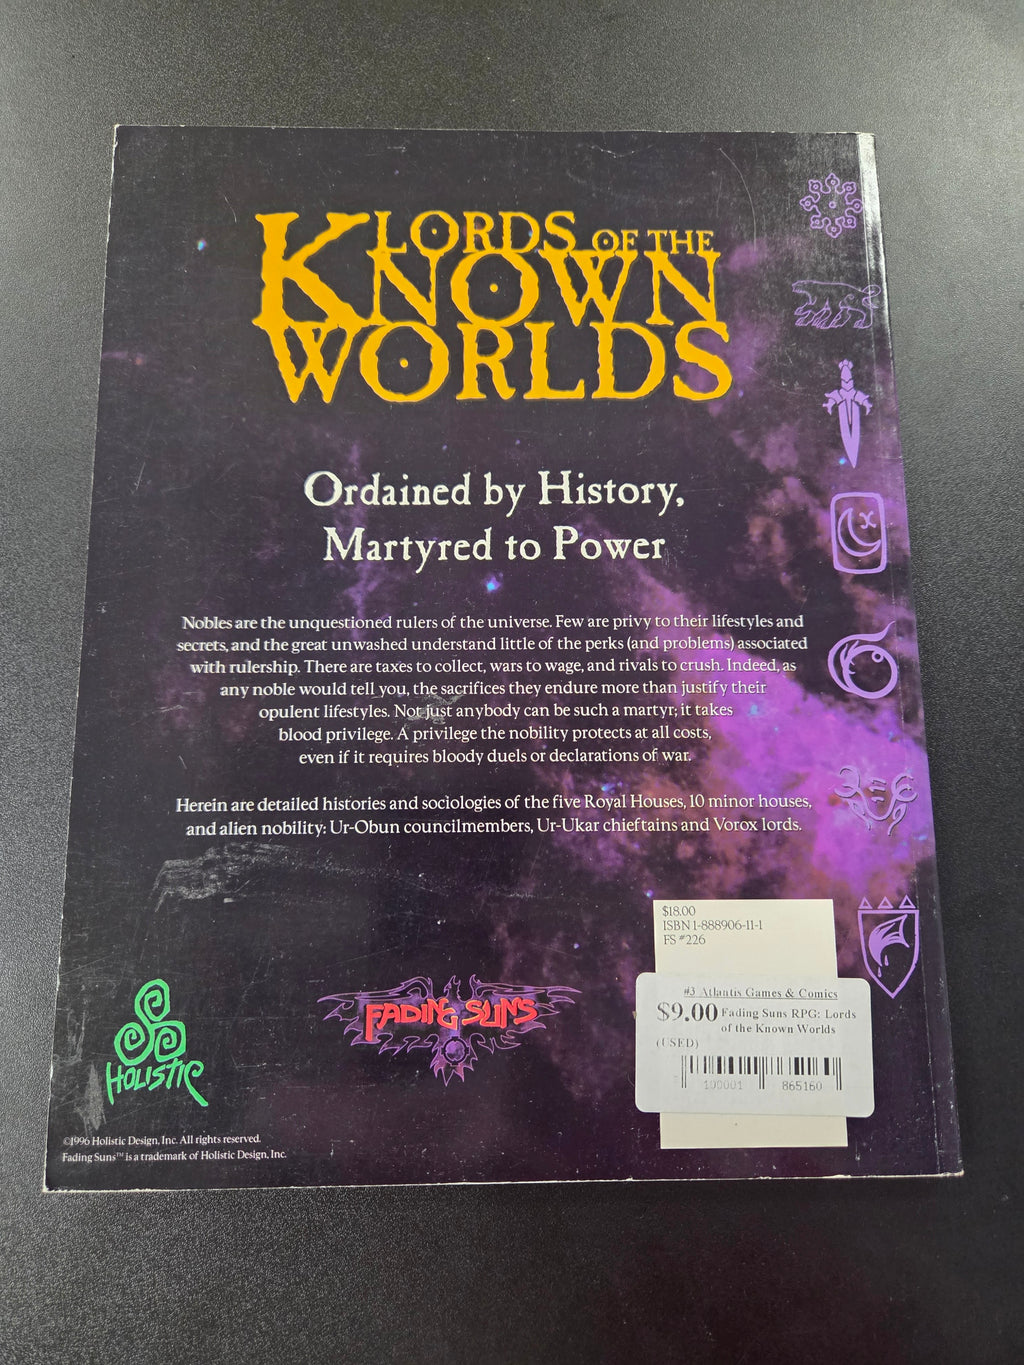 LORDS OF THE
KNOWN
WORLDS
Ordained by History,
Martyred to Power
Nobles are the unquestioned rulers of the universe. Few are privy to their lifestyles and
secrets, and the great unwashed understand little of the perks (and problems) associated
with rulership. There are taxes to collect, wars to wage, and rivals to crush. Indeed, as
any noble would tell you, the sacrifices they endure more than justify their
opulent lifestyles. Not just anybody can be such a martyr; it takes
blood privilege. A privilege the nobility protects at all costs,
even if it requires bloody duels or declarations of war.
Herein are detailed histories and sociologies of the five Royal Houses, 10 minor houses,
and alien nobility: Ur-Obun councilmembers, Ur-Ukar chieftains and Vorox lords.
$18.00
ISBN 1-888906-11-1
FS #226
#3 Atlantis Games & Comics
$9.00 Fading Suns RPG: Lords
of the Known Worlds
(USED)
100001 865160
FADING SUNS
HOLISTIC
©1996 Holistic Design, Inc. All rights reserved.
Fading Suns™ is a trademark of Holistic Design, Inc.